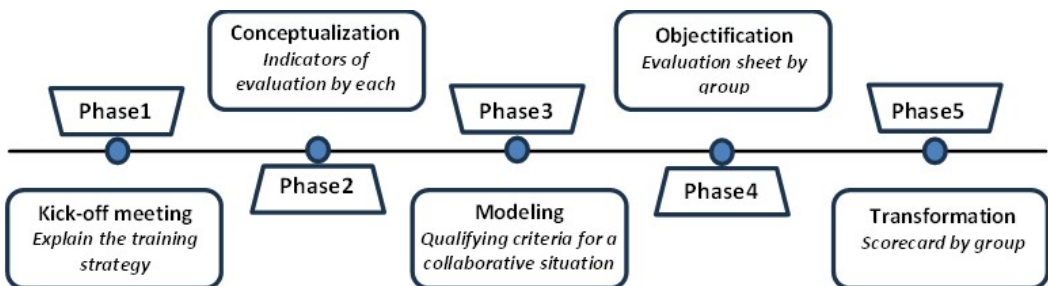 Conceptualization
Indicators of
evaluation by each
Objectification
Evaluation sheet by
group
Phase1
Phase3
Phase5
Phase2
Phase4
Kick-off meeting
Explain the training
strategy
Modeling
Qualifying criteria for a
collaborative situation
Transformation
Scorecard by group